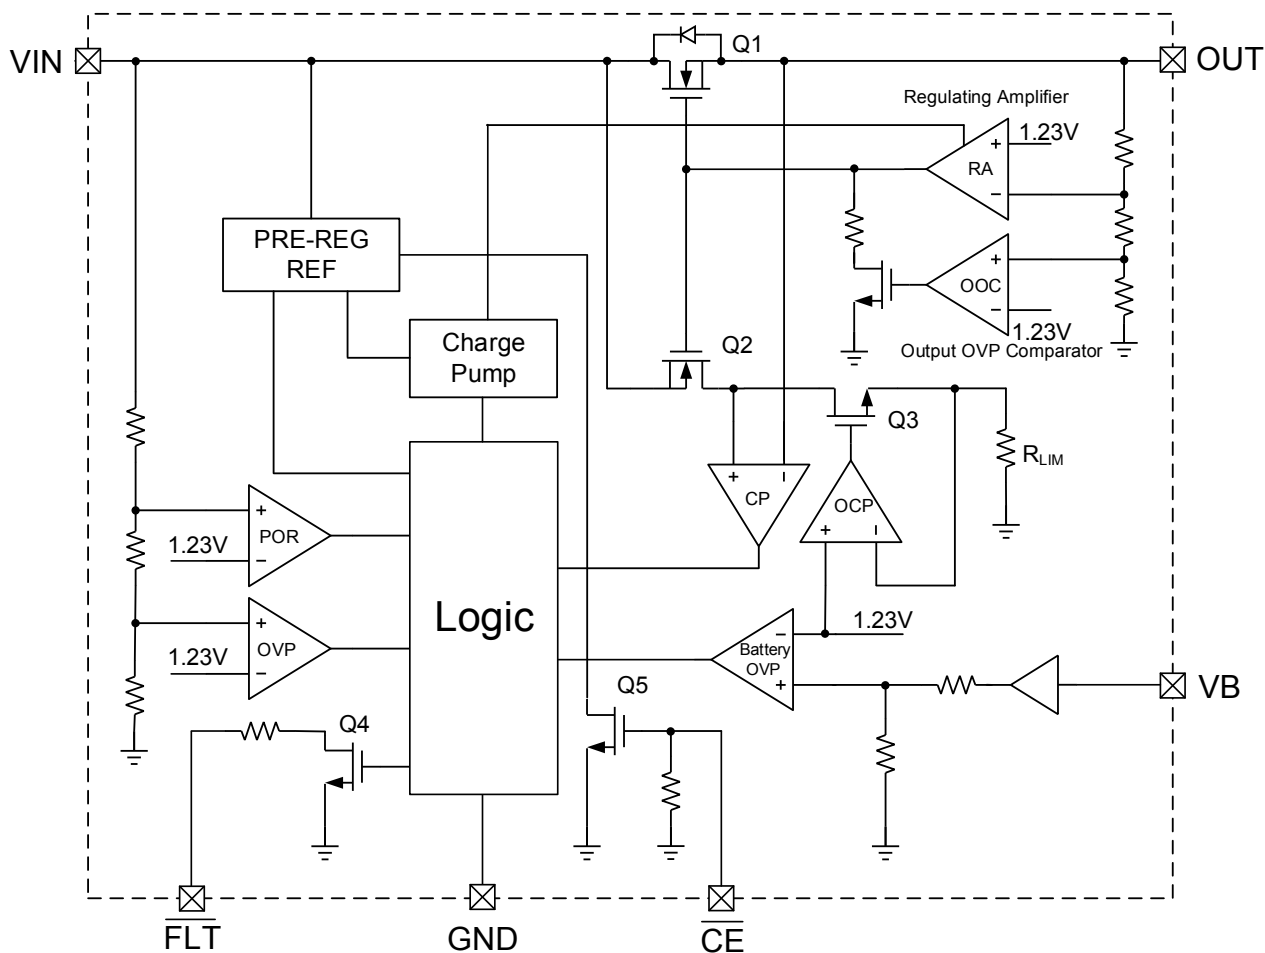 Q1
VIN
OUT
Regulating Amplifier
1.23V
+
RA
−
PRE-REG
REF
+
OOC
−
1.23V
Output OVP Comparator
Charge
Pump
Q2
Q3
RLIM
+
−
CP
OCP
+
−
+
POR
1.23V
−
Logic
+
OVP
1.23V
−
1.23V
−
Battery
OVP
+
VB
Q5
Q4
FLT
GND
CE